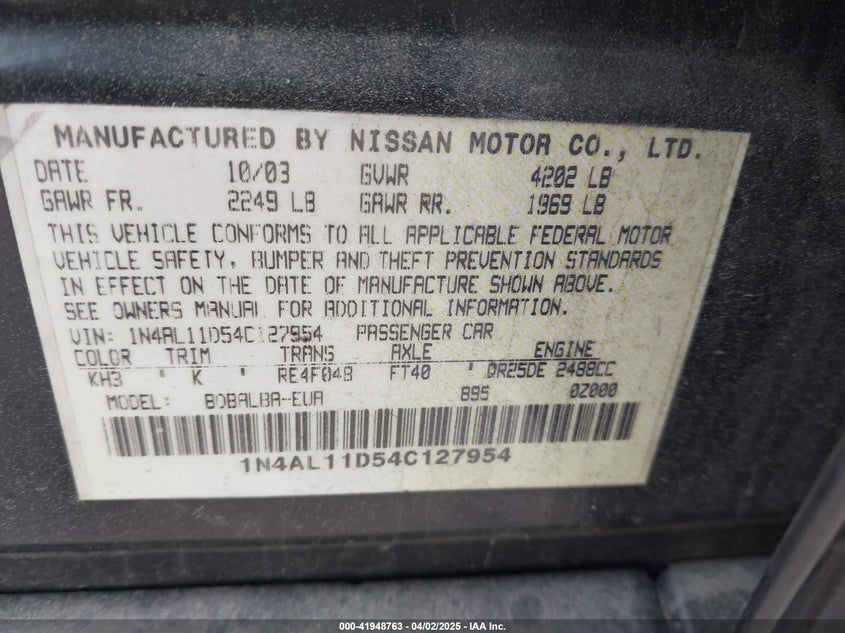 MANUFACTURED BY NISSAN MOTOR CO., LTD.
DATE 10/03 GVWR 4202 LB
GAWR FR. 2249 LB GAWR RR. 1969 LB
THIS VEHICLE CONFORMS TO ALL APPLICABLE FEDERAL MOTOR
VEHICLE SAFETY, BUMPER AND THEFT PREVENTION STANDARDS
IN EFFECT ON THE DATE OF MANUFACTURE SHOWN ABOVE.
SEE OWNERS MANUAL FOR ADDITIONAL INFORMATION.
VIN: 1N4AL11D54C127954 PASSENGER CAR
COLOR TRIM TRANS AXLE ENGINE
KH3 ' K ' RE4F04B FT40 ' QR25DE 2488CC
MODEL: BDBALBA-EUA 895 0Z000
1N4AL11D54C127954
000-41948763 - 04/02/2025 - IAA Inc.